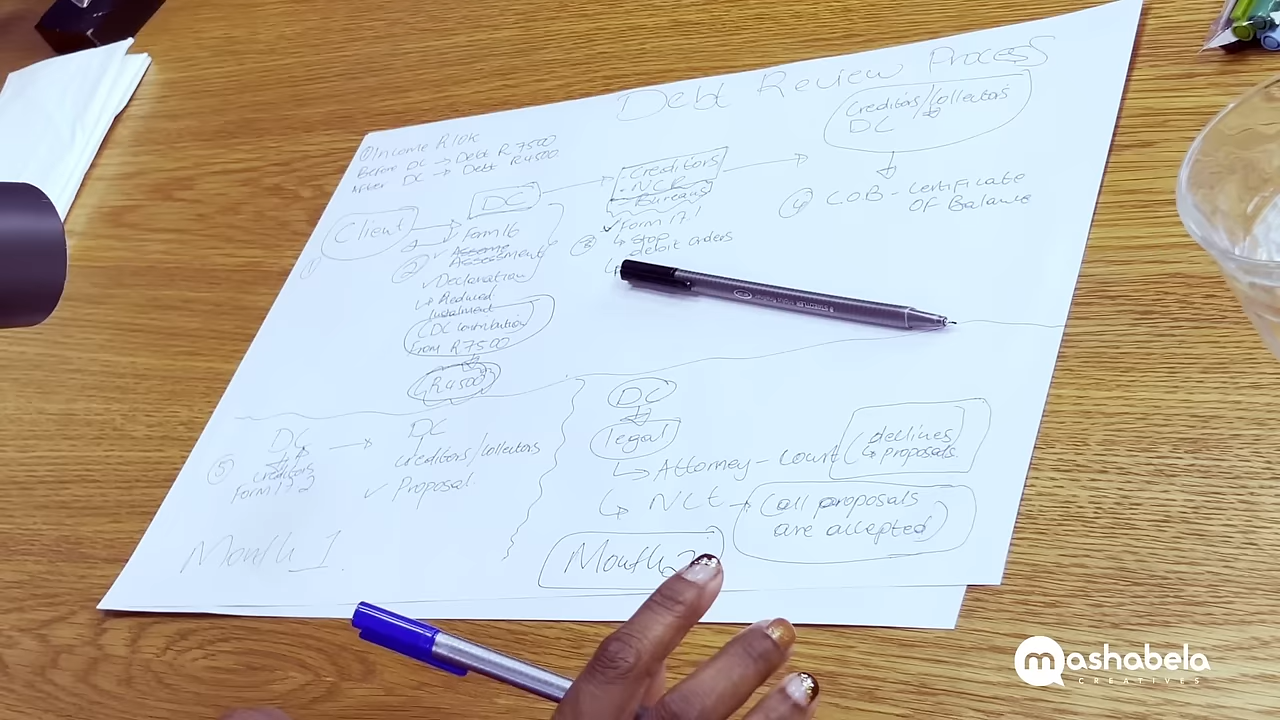 Debt Review Process
① Income R10k
Before DC → Debt R7500
After DC → Debt R4500
Client
1
DC
Form 16
②
✓ Assessment
✓ Declaration
↳ Reduced
Instalment
(DC contribution
From R7500
↳R4500
- Creditors
- NCR
- Bureaus
✓ Form 17.1
③
↳ Stop
debit orders
Creditors/Collectors
DC
④ COB - Certificate
Of Balance
⑤
DC
creditors
Form 17.2
→
DC
Creditors/Collectors
✓ Proposal
Month 1.
DC
legal
↳ Attorney - Court (declines
↳ proposals
↳ NCT → (all proposals
are accepted)
Month 2
mashabela
CREATIVES